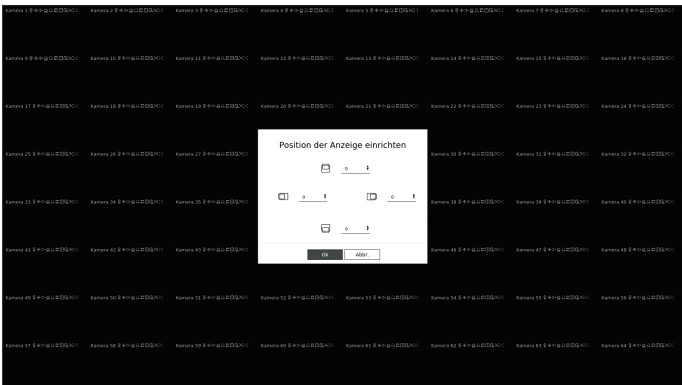 Kamera 1 Kamera 2 Kamera 3 Kamera 4 Kamera 5 Kamera 6 Kamera 7 Kamera 8
Kamera 9 Kamera 10 Kamera 11 Kamera 12 Kamera 13 Kamera 14 Kamera 15 Kamera 16
Kamera 17 Kamera 18 Kamera 19 Kamera 20 Kamera 21 Kamera 22 Kamera 23 Kamera 24
Position der Anzeige einrichten
Kamera 25 Kamera 26 Kamera 27 Kamera 30 Kamera 31 Kamera 32
0
0 0
Kamera 33 Kamera 34 Kamera 35 Kamera 38 Kamera 39 Kamera 40
0
Kamera 41 Kamera 42 Kamera 43 Kamera 46 Kamera 47 Kamera 48
Ok Abbr.
Kamera 49 Kamera 50 Kamera 51 Kamera 52 Kamera 53 Kamera 54 Kamera 55 Kamera 56
Kamera 57 Kamera 58 Kamera 59 Kamera 60 Kamera 61 Kamera 62 Kamera 63 Kamera 64